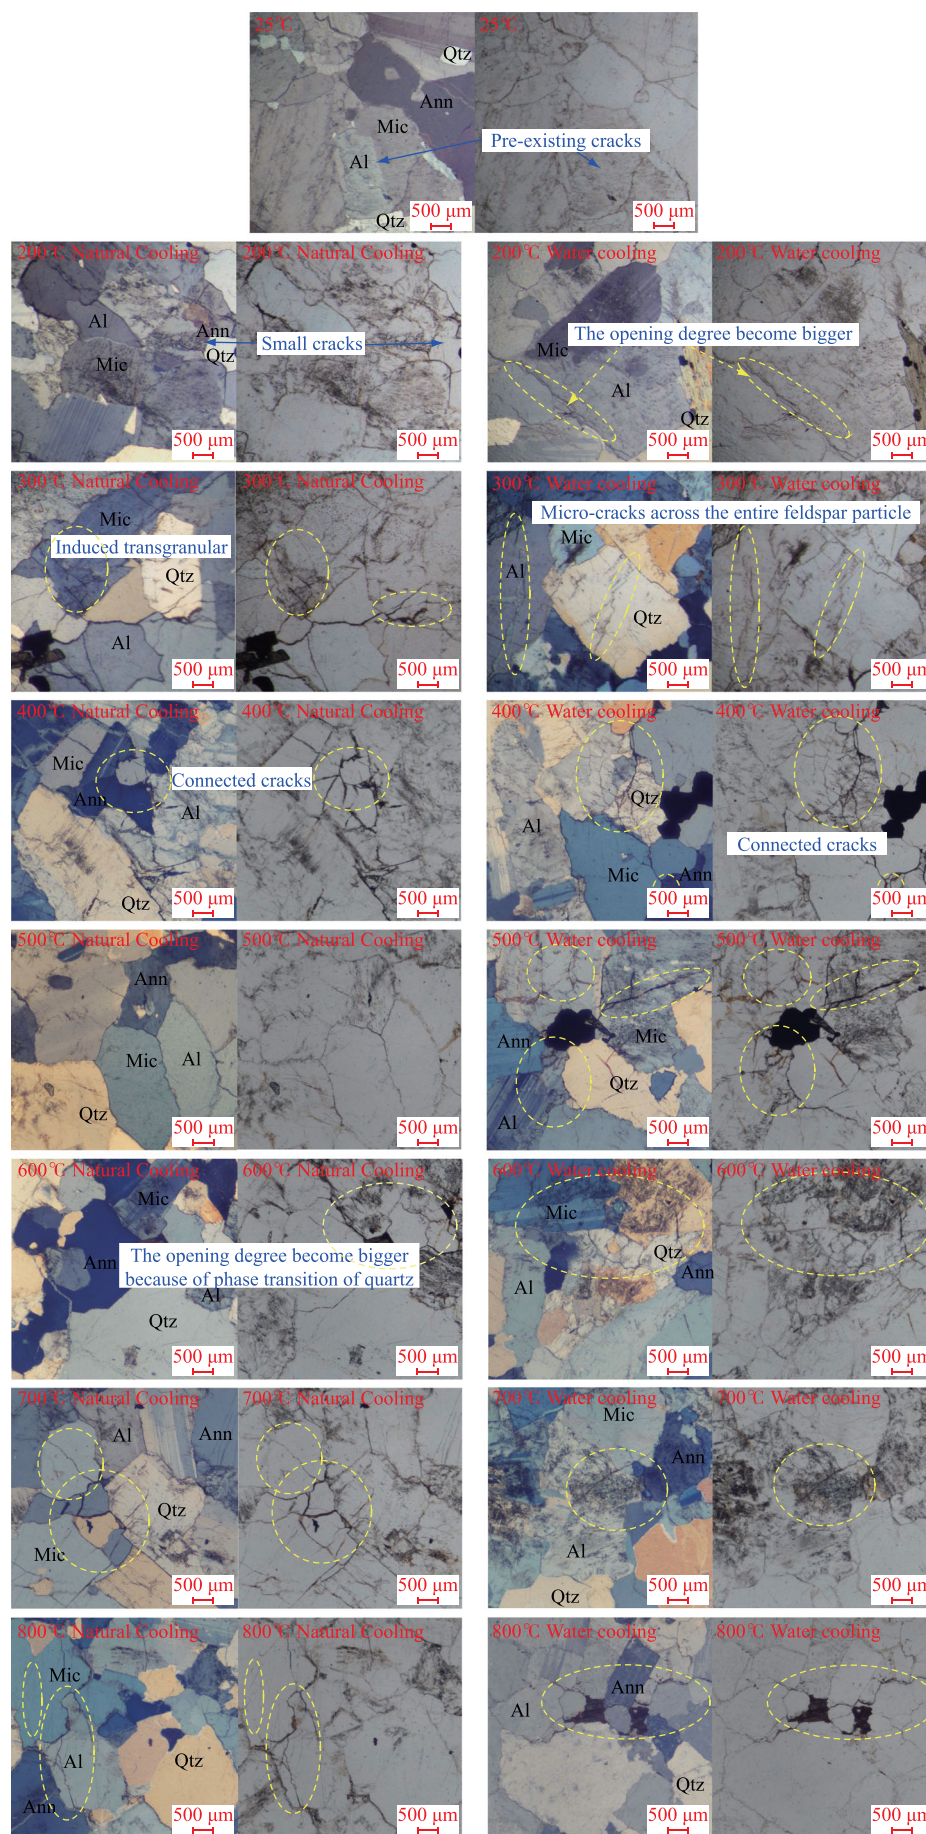 25℃
25℃
Qtz
Ann
Mic
Pre-existing cracks
Al
500 μm
500 μm
Qtz
200℃ Natural Cooling
200℃ Natural Cooling
Al
Ann
Small cracks
Qtz
Mic
500 μm
500 μm
200℃ Water cooling
200℃ Water cooling
The opening degree become bigger
Mic
Al
Qtz
500 μm
500 μm
300℃ Natural Cooling
300℃ Natural Cooling
Mic
Induced transgranular
Qtz
Al
500 μm
500 μm
300℃ Water cooling
300℃ Water cooling
Micro-cracks across the entire feldspar particle
Mic
Al
Qtz
500 μm
500 μm
400℃ Natural Cooling
400℃ Natural Cooling
Mic
Connected cracks
Ann
Al
Qtz
500 μm
500 μm
400℃ Water cooling
400℃ Water cooling
Qtz
Al
Connected cracks
Mic
Ann
500 μm
500 μm
500℃ Natural Cooling
500℃ Natural Cooling
Ann
Mic
Al
Qtz
500 μm
500 μm
500℃ Water cooling
500℃ Water cooling
Ann
Mic
Qtz
Al
500 μm
500 μm
600℃ Natural Cooling
600℃ Natural Cooling
Mic
Ann
The opening degree become bigger
because of phase transition of quartz
Al
Qtz
500 μm
500 μm
600℃ Water cooling
600℃ Water cooling
Mic
Qtz
Ann
Al
500 μm
500 μm
700℃ Natural Cooling
700℃ Natural Cooling
Al
Ann
Qtz
Mic
500 μm
500 μm
700℃ Water cooling
700℃ Water cooling
Mic
Ann
Al
Qtz
500 μm
500 μm
800℃ Natural Cooling
800℃ Natural Cooling
Mic
Al
Qtz
Ann
500 μm
500 μm
800℃ Water cooling
800℃ Water cooling
Ann
Al
Qtz
500 μm
500 μm